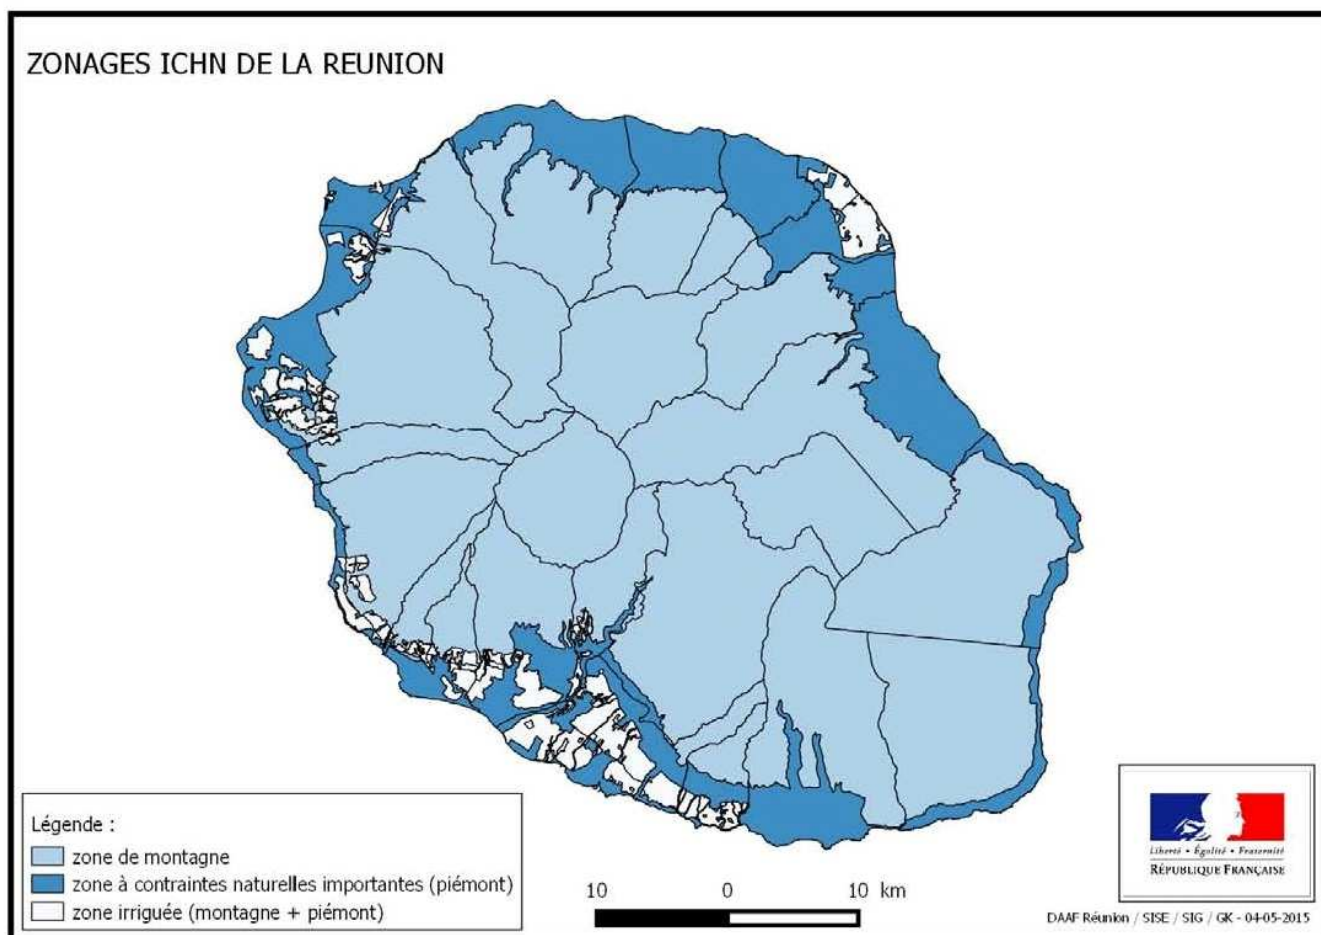 ZONAGES ICHN DE LA REUNION
Légende :
zone de montagne
zone à contraintes naturelles importantes (piémont)
zone irriguée (montagne + piémont)
10 0 10 km
Liberté • Égalité • Fraternité
RÉPUBLIQUE FRANÇAISE
DAAF Réunion / SISE / SIG / GK - 04-05-2015